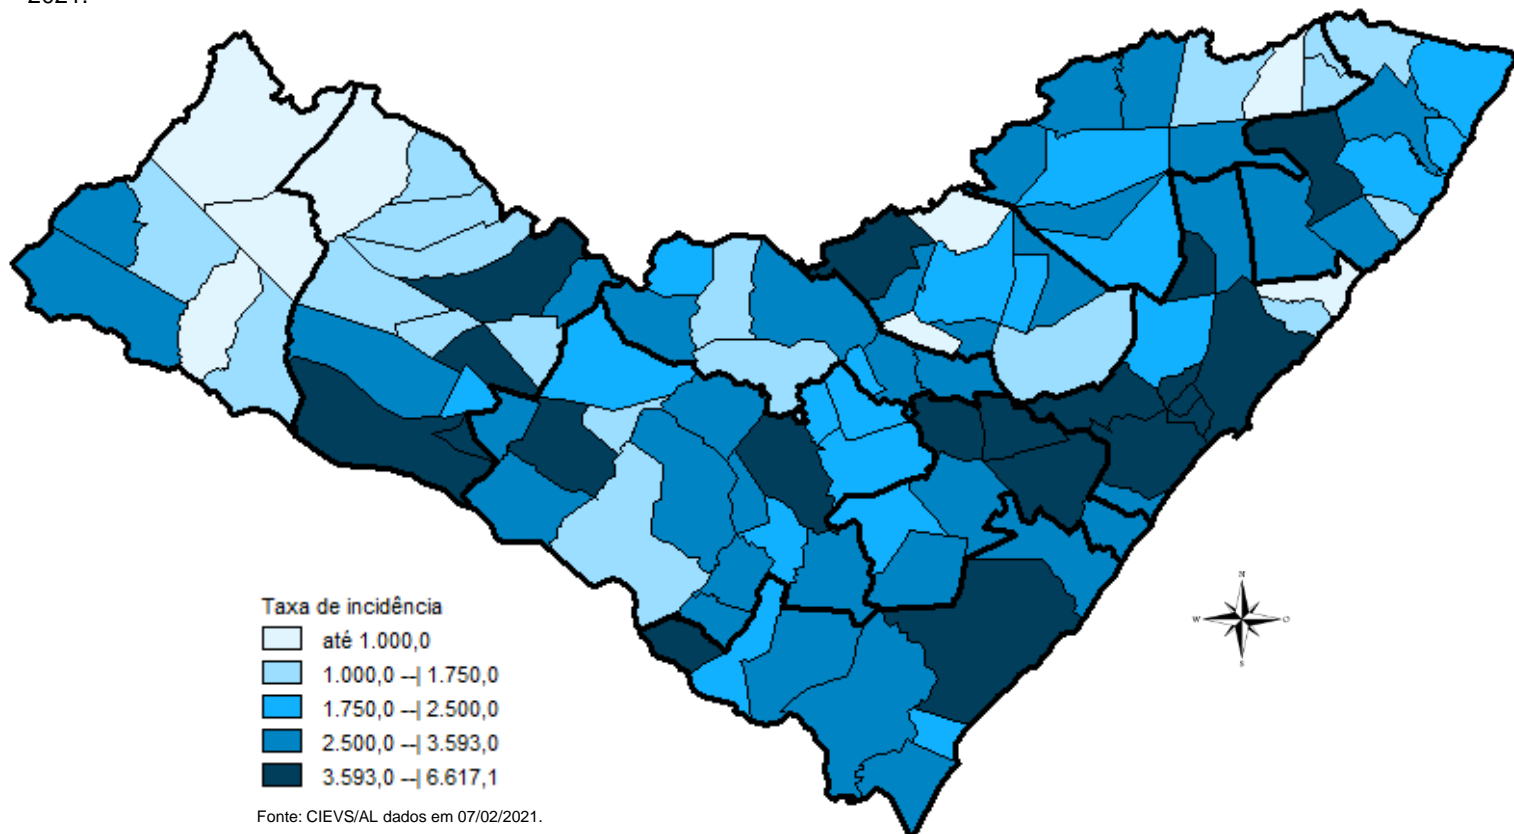 2021.
Taxa de incidência
até 1.000,0
1.000,0 --| 1.750,0
1.750,0 --| 2.500,0
2.500,0 --| 3.593,0
3.593,0 --| 6.617,1
Fonte: CIEVS/AL dados em 07/02/2021.
N
W
O
S